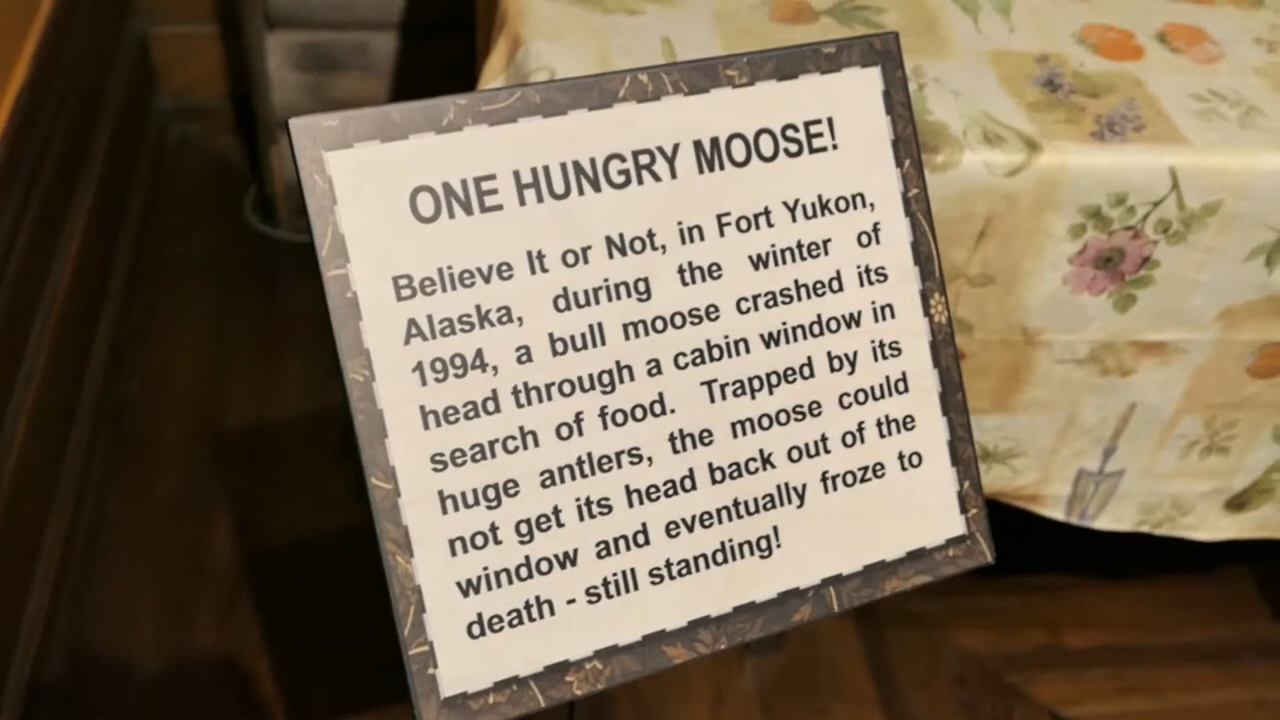 ONE HUNGRY MOOSE!
Believe It or Not, in Fort Yukon,
Alaska, during the winter of
1994, a bull moose crashed its
head through a cabin window in
search of food. Trapped by its
huge antlers, the moose could
not get its head back out of the
window and eventually froze to
death - still standing!